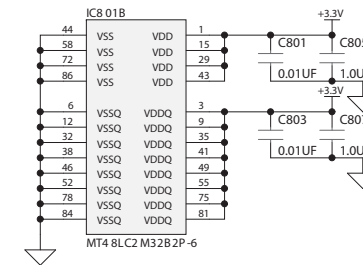 IC8 01B
+3.3V
44 VSS VDD 1
58 VSS VDD 15
72 VSS VDD 29
86 VSS VDD 43
C801
0.01UF
1.0U
+3.3V
6 VSSQ VDDQ 3
12 VSSQ VDDQ 9
32 VSSQ VDDQ 35
38 VSSQ VDDQ 41
46 VSSQ VDDQ 49
52 VSSQ VDDQ 55
78 VSSQ VDDQ 75
84 VSSQ VDDQ 81
C803
0.01UF
1.0U
MT4 8LC2 M32B 2P -6